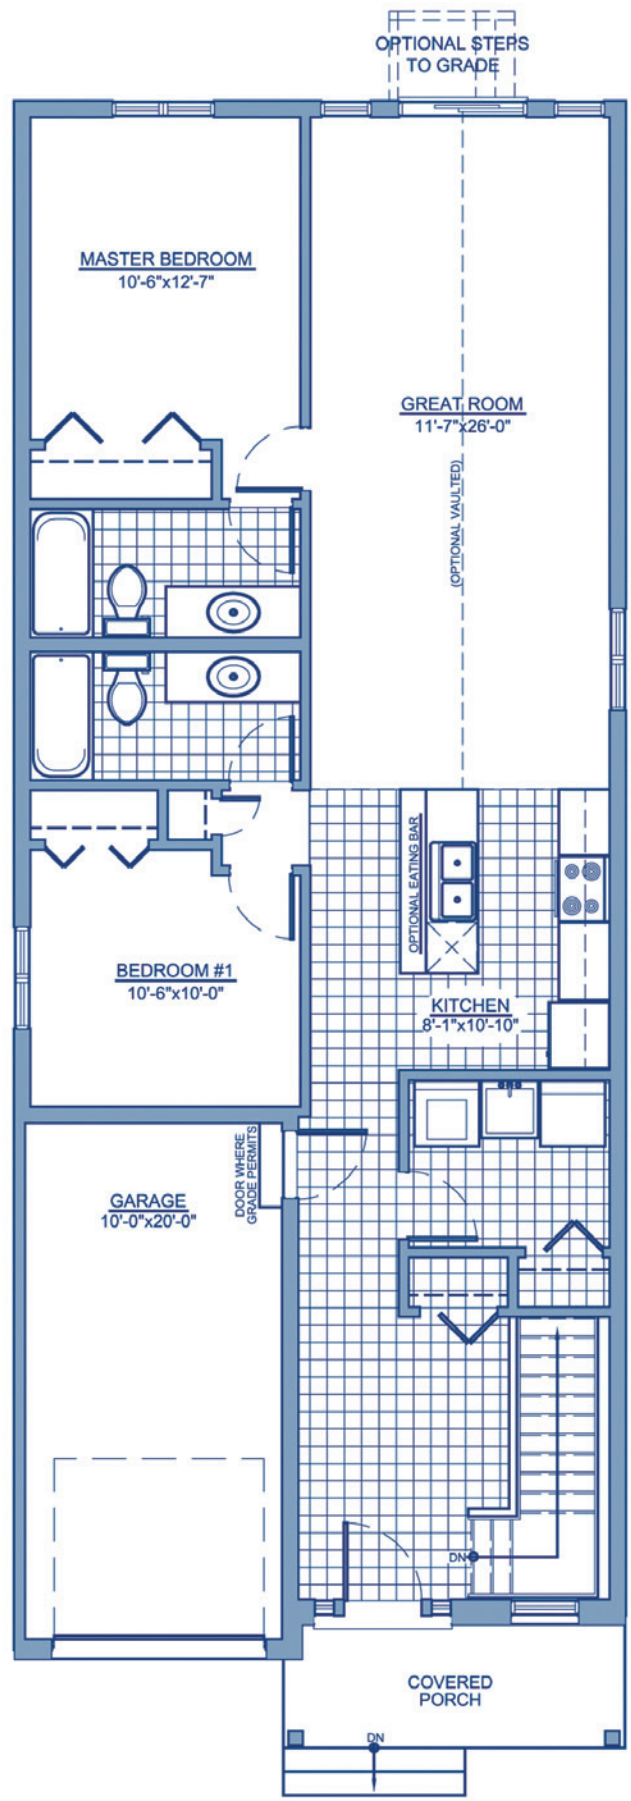 OPTIONAL STEPS
TO GRADE
MASTER BEDROOM
10'-6"x12'-7"
GREAT ROOM
11'-7"x26'-0"
(OPTIONAL VAULTED)
OPTIONAL EATING BAR
BEDROOM #1
10'-6"x10'-0"
KITCHEN
8'-1"x10'-10"
DOOR WHERE
GRADE PERMITS
GARAGE
10'-0"x20'-0"
DN
COVERED
PORCH
DN